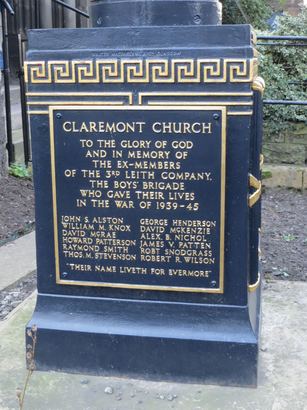 CLAREMONT CHURCH
TO THE GLORY OF GOD
AND IN MEMORY OF
THE EX-MEMBERS
OF THE 3RD LEITH COMPANY,
THE BOYS' BRIGADE
WHO GAVE THEIR LIVES
IN THE WAR OF 1939-45
JOHN S. ALSTON GEORGE HENDERSON
WILLIAM M. KNOX DAVID MCKENZIE
DAVID MCRAE ALEX. B. NICHOL
HOWARD PATTERSON JAMES V. PATTEN
RAYMOND SMITH ROBT SNODGRASS
THOS. M. STEVENSON ROBERT R. WILSON
"THEIR NAME LIVETH FOR EVERMORE"